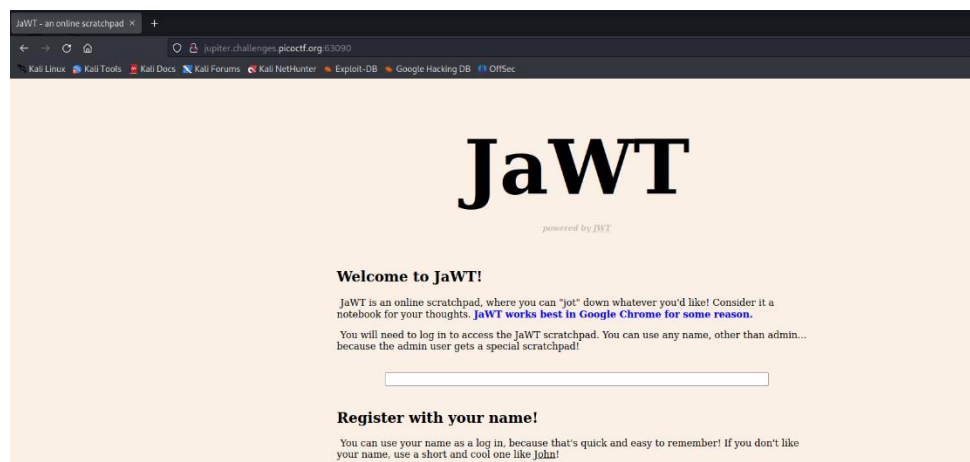 JaWT - an online scratchpad × +
jupiter.challenges.picoctf.org:63090
Kali Linux Kali Tools Kali Docs Kali Forums Kali NetHunter Exploit-DB Google Hacking DB OffSec
JaWT
powered by JWT
Welcome to JaWT!
JaWT is an online scratchpad, where you can "jot" down whatever you'd like! Consider it a
notebook for your thoughts. JaWT works best in Google Chrome for some reason.
You will need to log in to access the JaWT scratchpad. You can use any name, other than admin...
because the admin user gets a special scratchpad!
Register with your name!
You can use your name as a log in, because that's quick and easy to remember! If you don't like
your name, use a short and cool one like John!